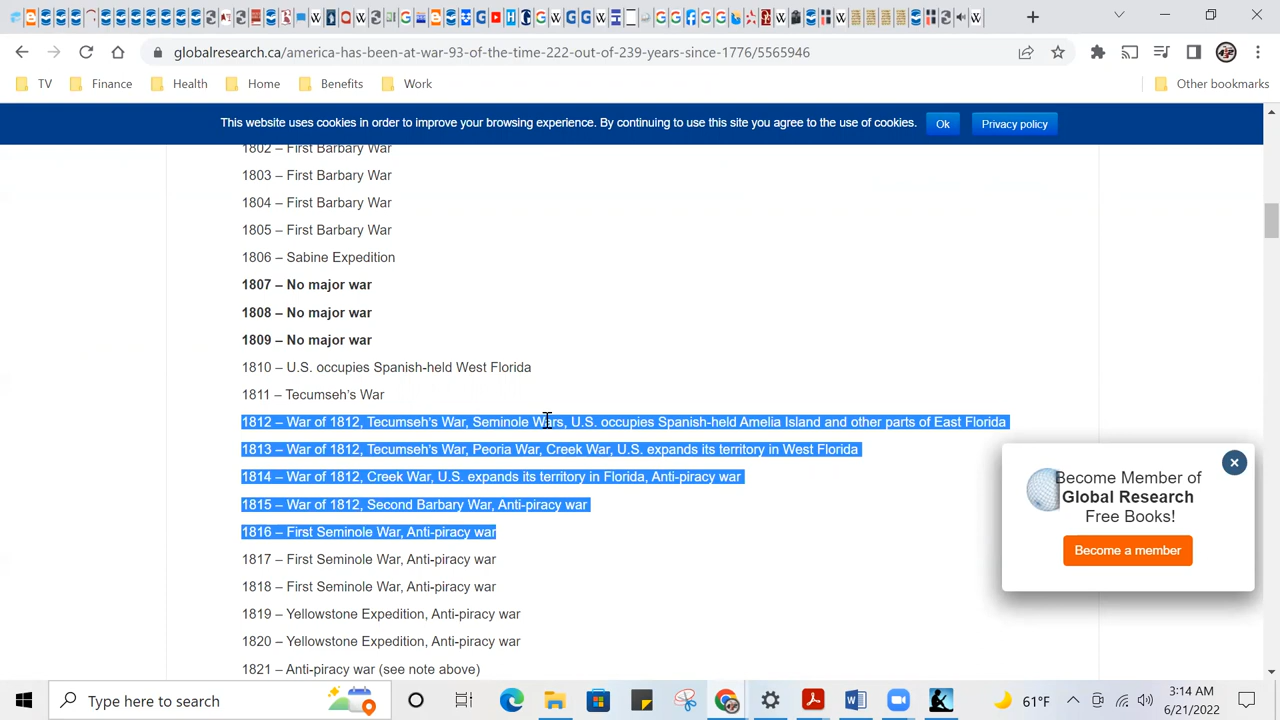 globalresearch.ca/america-has-been-at-war-93-of-the-time-222-out-of-239-years-since-1776/5565946
TV Finance Health Home Benefits Work Other bookmarks
This website uses cookies in order to improve your browsing experience. By continuing to use this site you agree to the use of cookies. Ok Privacy policy
1802 – First Barbary War
1803 – First Barbary War
1804 – First Barbary War
1805 – First Barbary War
1806 – Sabine Expedition
1807 – No major war
1808 – No major war
1809 – No major war
1810 – U.S. occupies Spanish-held West Florida
1811 – Tecumseh's War
1812 – War of 1812, Tecumseh's War, Seminole Wars, U.S. occupies Spanish-held Amelia Island and other parts of East Florida
1813 – War of 1812, Tecumseh's War, Peoria War, Creek War, U.S. expands its territory in West Florida
1814 – War of 1812, Creek War, U.S. expands its territory in Florida, Anti-piracy war
1815 – War of 1812, Second Barbary War, Anti-piracy war
1816 – First Seminole War, Anti-piracy war
1817 – First Seminole War, Anti-piracy war
1818 – First Seminole War, Anti-piracy war
1819 – Yellowstone Expedition, Anti-piracy war
1820 – Yellowstone Expedition, Anti-piracy war
1821 – Anti-piracy war (see note above)
Become Member of
Global Research
Free Books!
Become a member
Type here to search
61°F
3:14 AM
6/21/2022